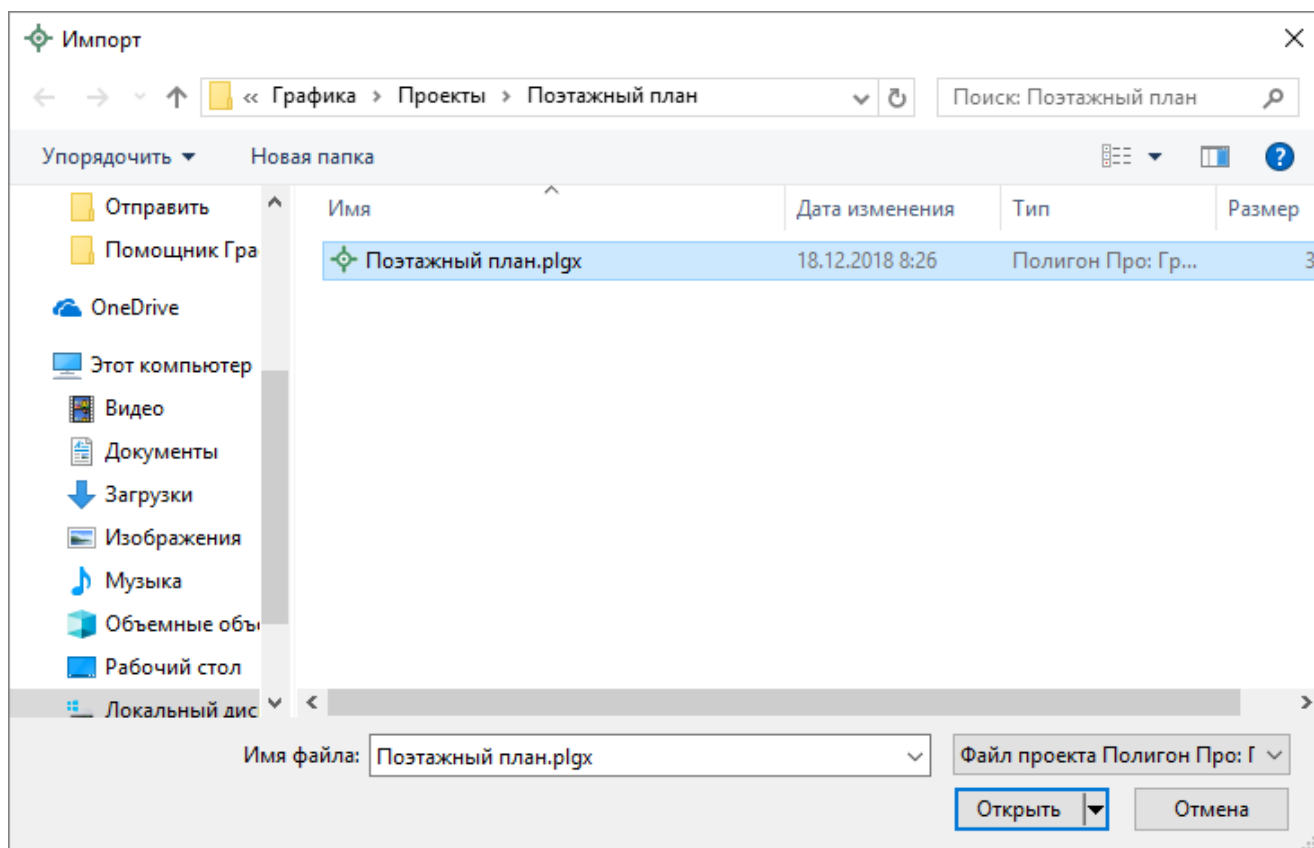 Импорт
« Графика › Проекты › Поэтажный план
Поиск: Поэтажный план
Упорядочить
Новая папка
Отправить
Помощник Гра
OneDrive
Этот компьютер
Видео
Документы
Загрузки
Изображения
Музыка
Объемные объ
Рабочий стол
Локальный дис
Имя Дата изменения Тип Размер
Поэтажный план.plgx 18.12.2018 8:26 Полигон Про: Гр... 3
Имя файла: Поэтажный план.plgx
Файл проекта Полигон Про: Г
Открыть
Отмена